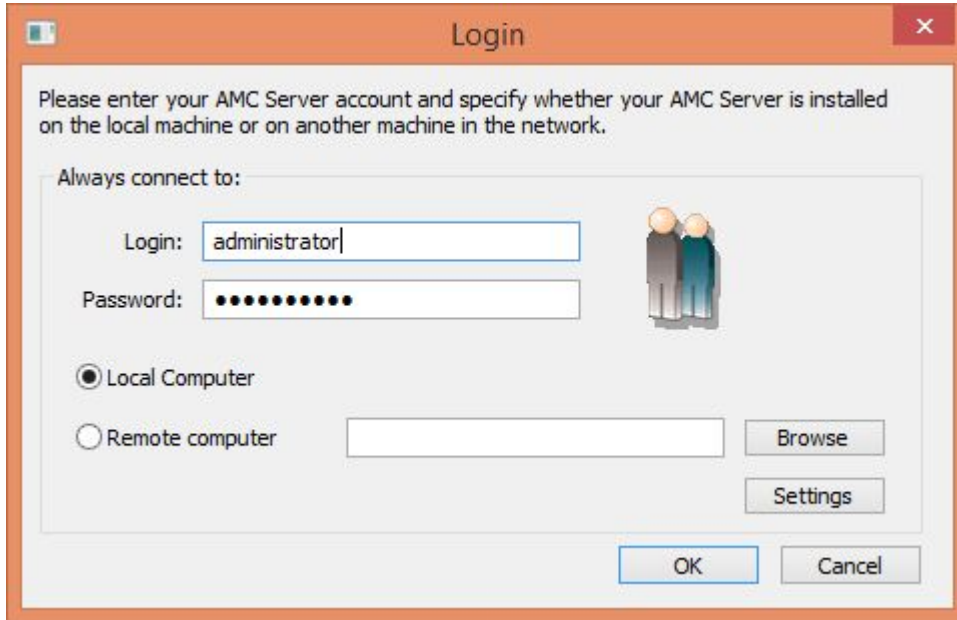 Login
Please enter your AMC Server account and specify whether your AMC Server is installed
on the local machine or on another machine in the network.
Always connect to:
Login: administrator
Password: ●●●●●●●●●●
Local Computer
Remote computer Browse
Settings
OK Cancel